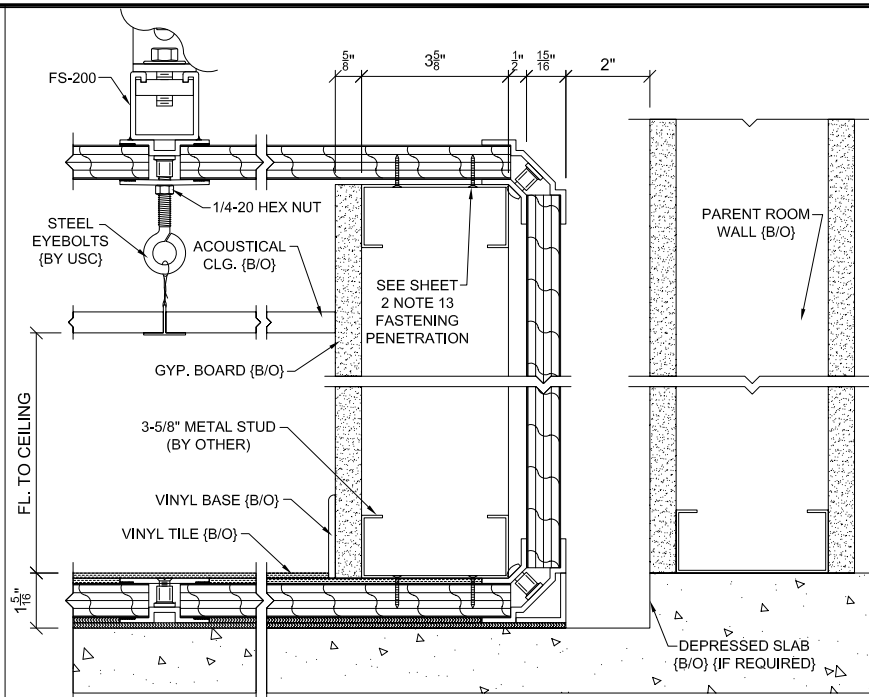 5/8"
3 5/8"
1/2"
15/16"
2"
FS-200
1/4-20 HEX NUT
STEEL
EYEBOLTS
{BY USC}
ACOUSTICAL
CLG. {B/O}
SEE SHEET
2 NOTE 13
FASTENING
PENETRATION
PARENT ROOM
WALL {B/O}
GYP. BOARD {B/O}
FL. TO CEILING
3-5/8" METAL STUD
(BY OTHER)
VINYL BASE {B/O}
VINYL TILE {B/O}
1 5/16"
DEPRESSED SLAB
{B/O} {IF REQUIRED}